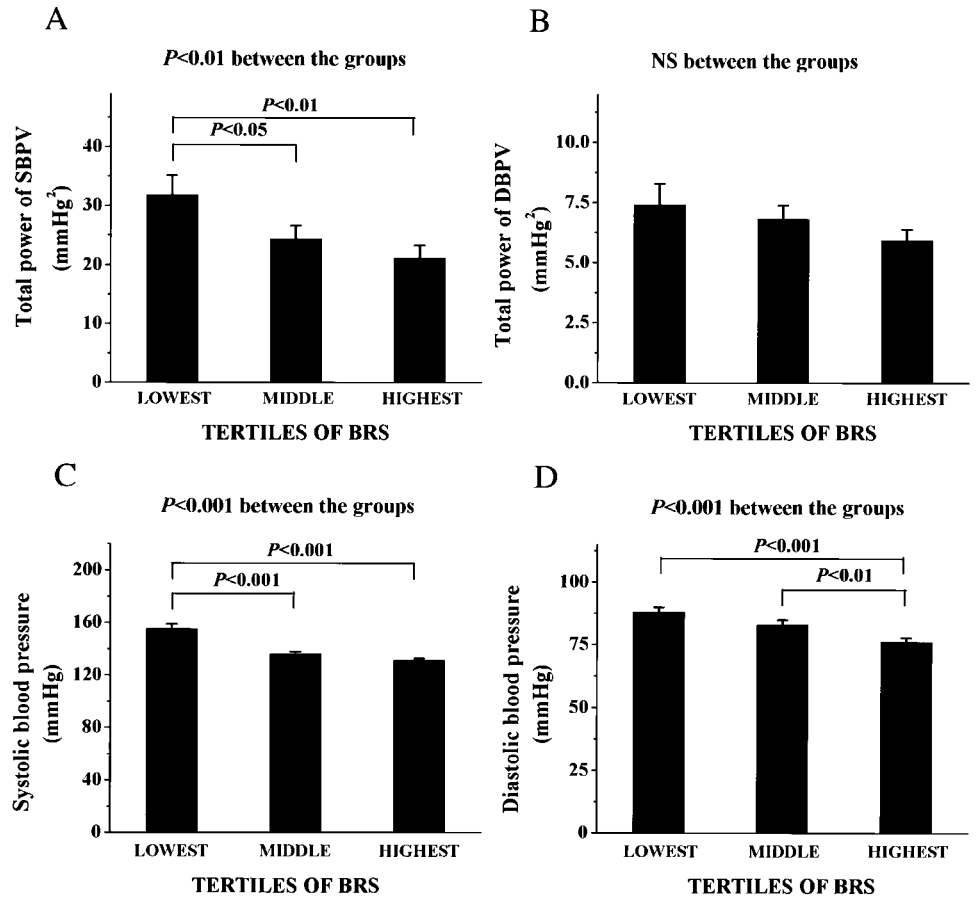 A
P<0.01 between the groups
P<0.01
P<0.05
Total power of SBPV
(mmHg²)
40
30
20
10
0
LOWEST MIDDLE HIGHEST
TERTILES OF BRS
B
NS between the groups
Total power of DBPV
(mmHg²)
10.0
7.5
5.0
2.5
0.0
LOWEST MIDDLE HIGHEST
TERTILES OF BRS
C
P<0.001 between the groups
P<0.001
P<0.001
Systolic blood pressure
(mmHg)
200
160
120
80
40
0
LOWEST MIDDLE HIGHEST
TERTILES OF BRS
D
P<0.001 between the groups
P<0.001
P<0.01
Diastolic blood pressure
(mmHg)
100
75
50
25
0
LOWEST MIDDLE HIGHEST
TERTILES OF BRS